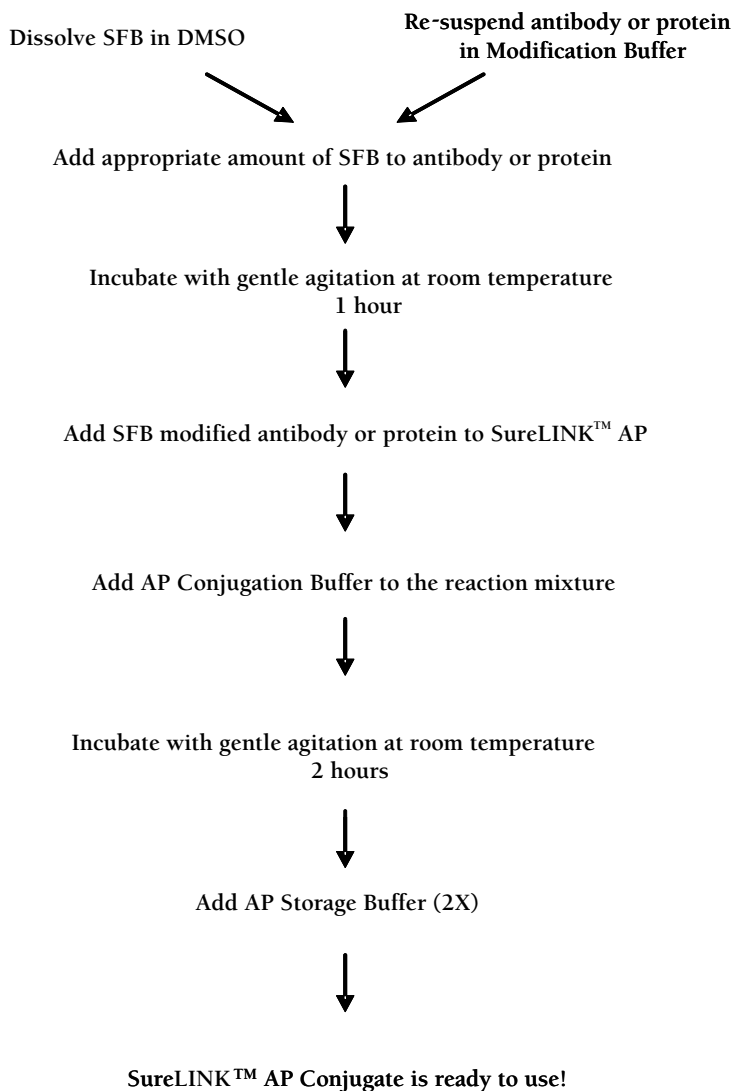 Dissolve SFB in DMSO
Re-suspend antibody or protein
in Modification Buffer
Add appropriate amount of SFB to antibody or protein
Incubate with gentle agitation at room temperature
1 hour
Add SFB modified antibody or protein to SureLINK™ AP
Add AP Conjugation Buffer to the reaction mixture
Incubate with gentle agitation at room temperature
2 hours
Add AP Storage Buffer (2X)
SureLINK™ AP Conjugate is ready to use!